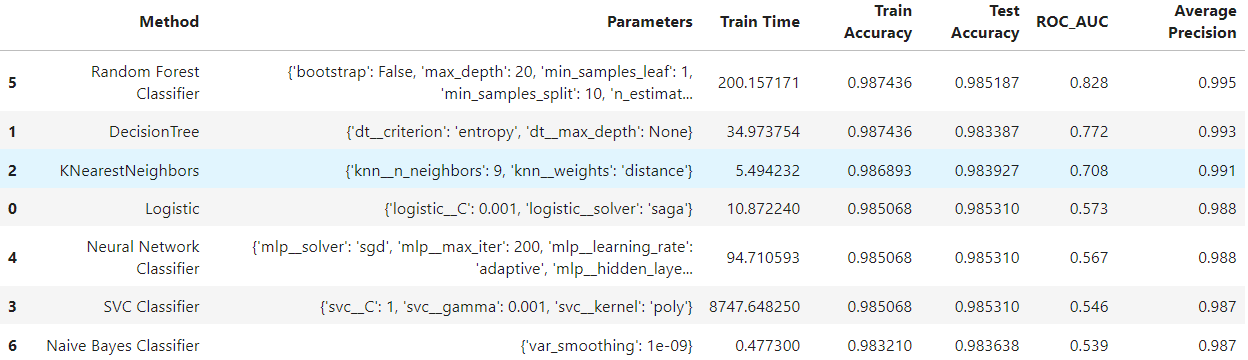 Method Parameters Train Time Train Accuracy Test Accuracy ROC_AUC Average Precision
5 Random Forest Classifier {'bootstrap': False, 'max_depth': 20, 'min_samples_leaf': 1, 'min_samples_split': 10, 'n_estimat... 200.157171 0.987436 0.985187 0.828 0.995
1 DecisionTree {'dt__criterion': 'entropy', 'dt__max_depth': None} 34.973754 0.987436 0.983387 0.772 0.993
2 KNearestNeighbors {'knn__n_neighbors': 9, 'knn__weights': 'distance'} 5.494232 0.986893 0.983927 0.708 0.991
0 Logistic {'logistic__C': 0.001, 'logistic__solver': 'saga'} 10.872240 0.985068 0.985310 0.573 0.988
4 Neural Network Classifier {'mlp__solver': 'sgd', 'mlp__max_iter': 200, 'mlp__learning_rate': 'adaptive', 'mlp__hidden_laye... 94.710593 0.985068 0.985310 0.567 0.988
3 SVC Classifier {'svc__C': 1, 'svc__gamma': 0.001, 'svc__kernel': 'poly'} 8747.648250 0.985068 0.985310 0.546 0.987
6 Naive Bayes Classifier {'var_smoothing': 1e-09} 0.477300 0.983210 0.983638 0.539 0.987